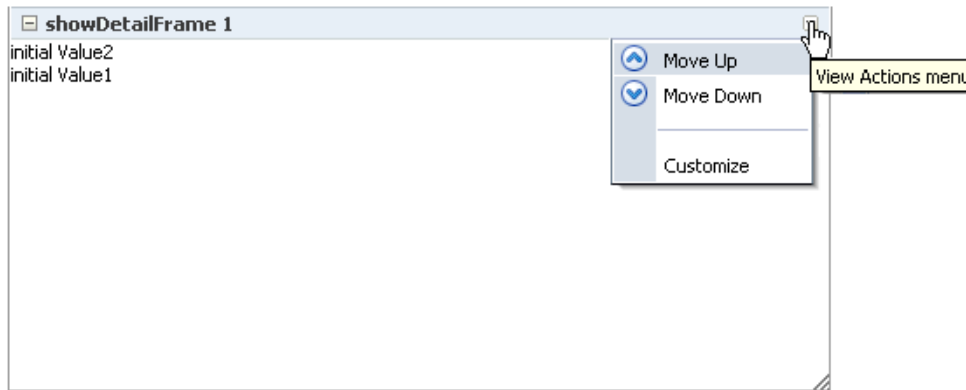 showDetailFrame 1
initial Value2
initial Value1
Move Up
View Actions menu
Move Down
Customize